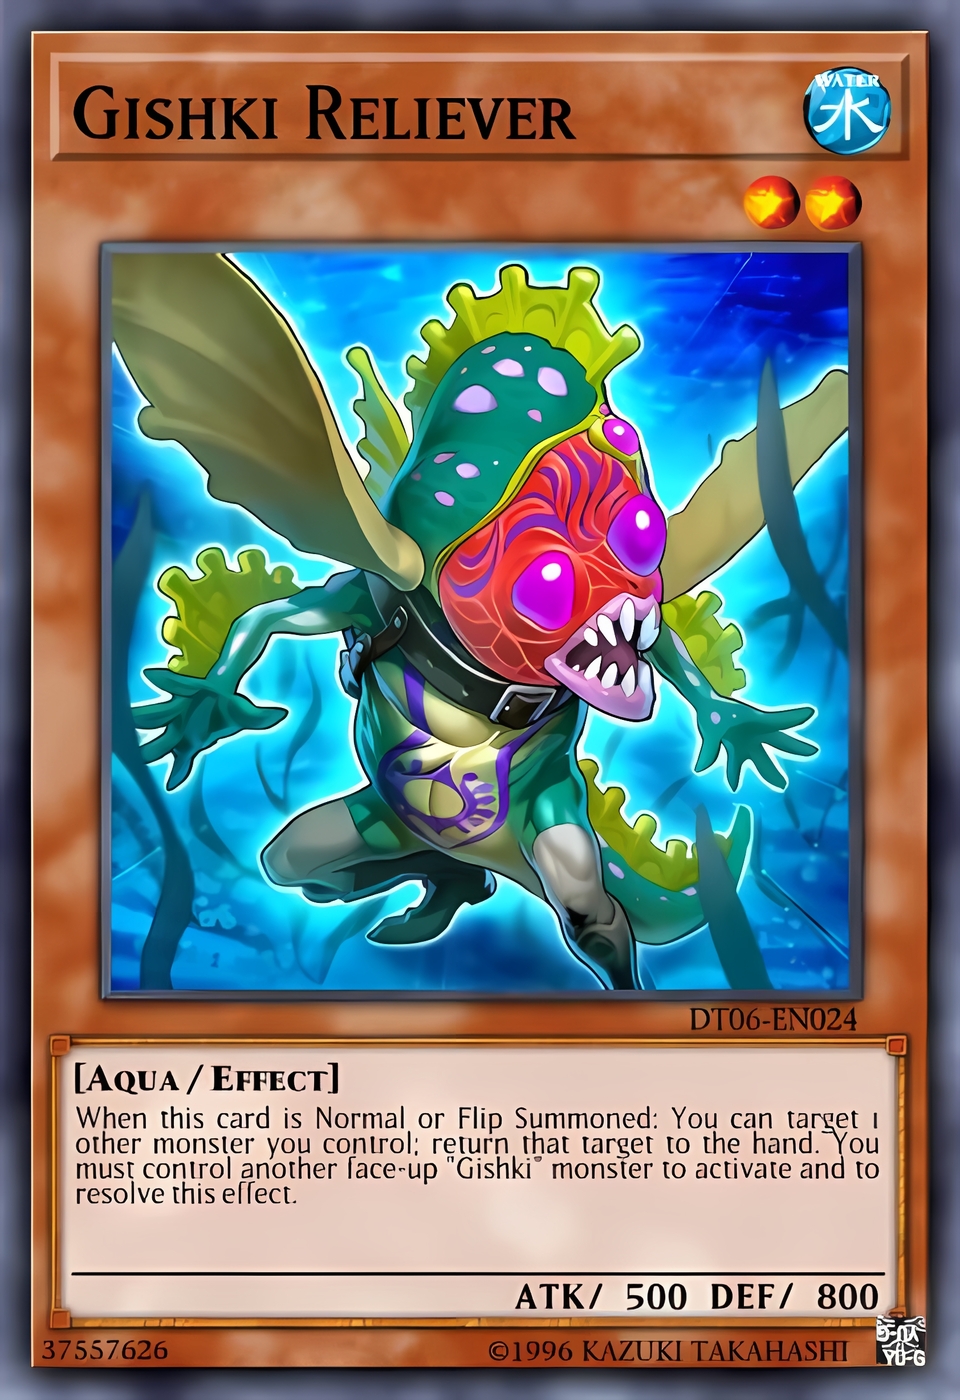 Gishki Reliever
WATER
水
DT06-EN024
[Aqua / Effect]
When this card is Normal or Flip Summoned: You can target 1
other monster you control; return that target to the hand. You
must control another face-up "Gishki" monster to activate and to
resolve this effect.
ATK/ 500 DEF/ 800
37557626
©1996 KAZUKI TAKAHASHI